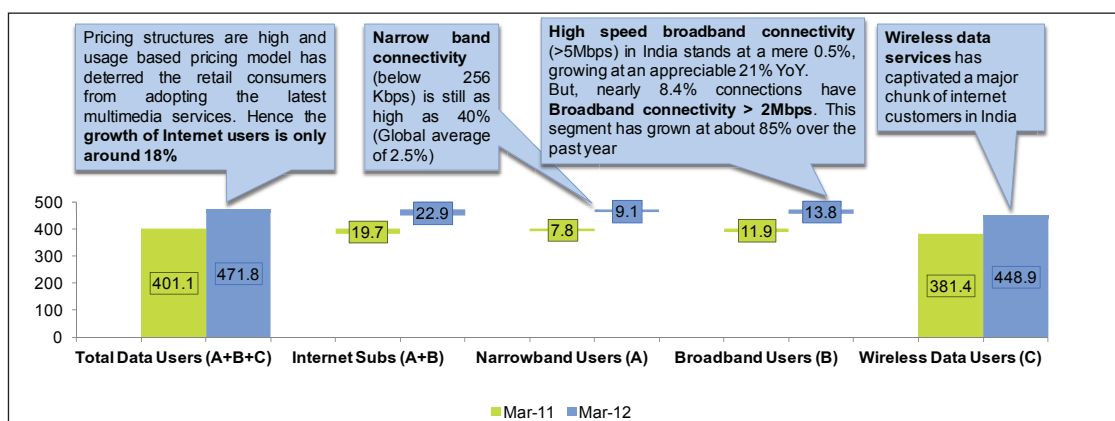 Pricing structures are high and
usage based pricing model has
deterred the retail consumers
from adopting the latest
multimedia services. Hence the
growth of Internet users is only
around 18%
Narrow band
connectivity
(below 256
Kbps) is still as
high as 40%
(Global average
of 2.5%)
High speed broadband connectivity
(>5Mbps) in India stands at a mere 0.5%,
growing at an appreciable 21% YoY.
But, nearly 8.4% connections have
Broadband connectivity > 2Mbps. This
segment has grown at about 85% over the
past year
Wireless data
services has
captivated a major
chunk of internet
customers in India
500
400
300
200
100
0
401.1
471.8
19.7
22.9
7.8
9.1
11.9
13.8
381.4
448.9
Total Data Users (A+B+C)
Internet Subs (A+B)
Narrowband Users (A)
Broadband Users (B)
Wireless Data Users (C)
Mar-11
Mar-12